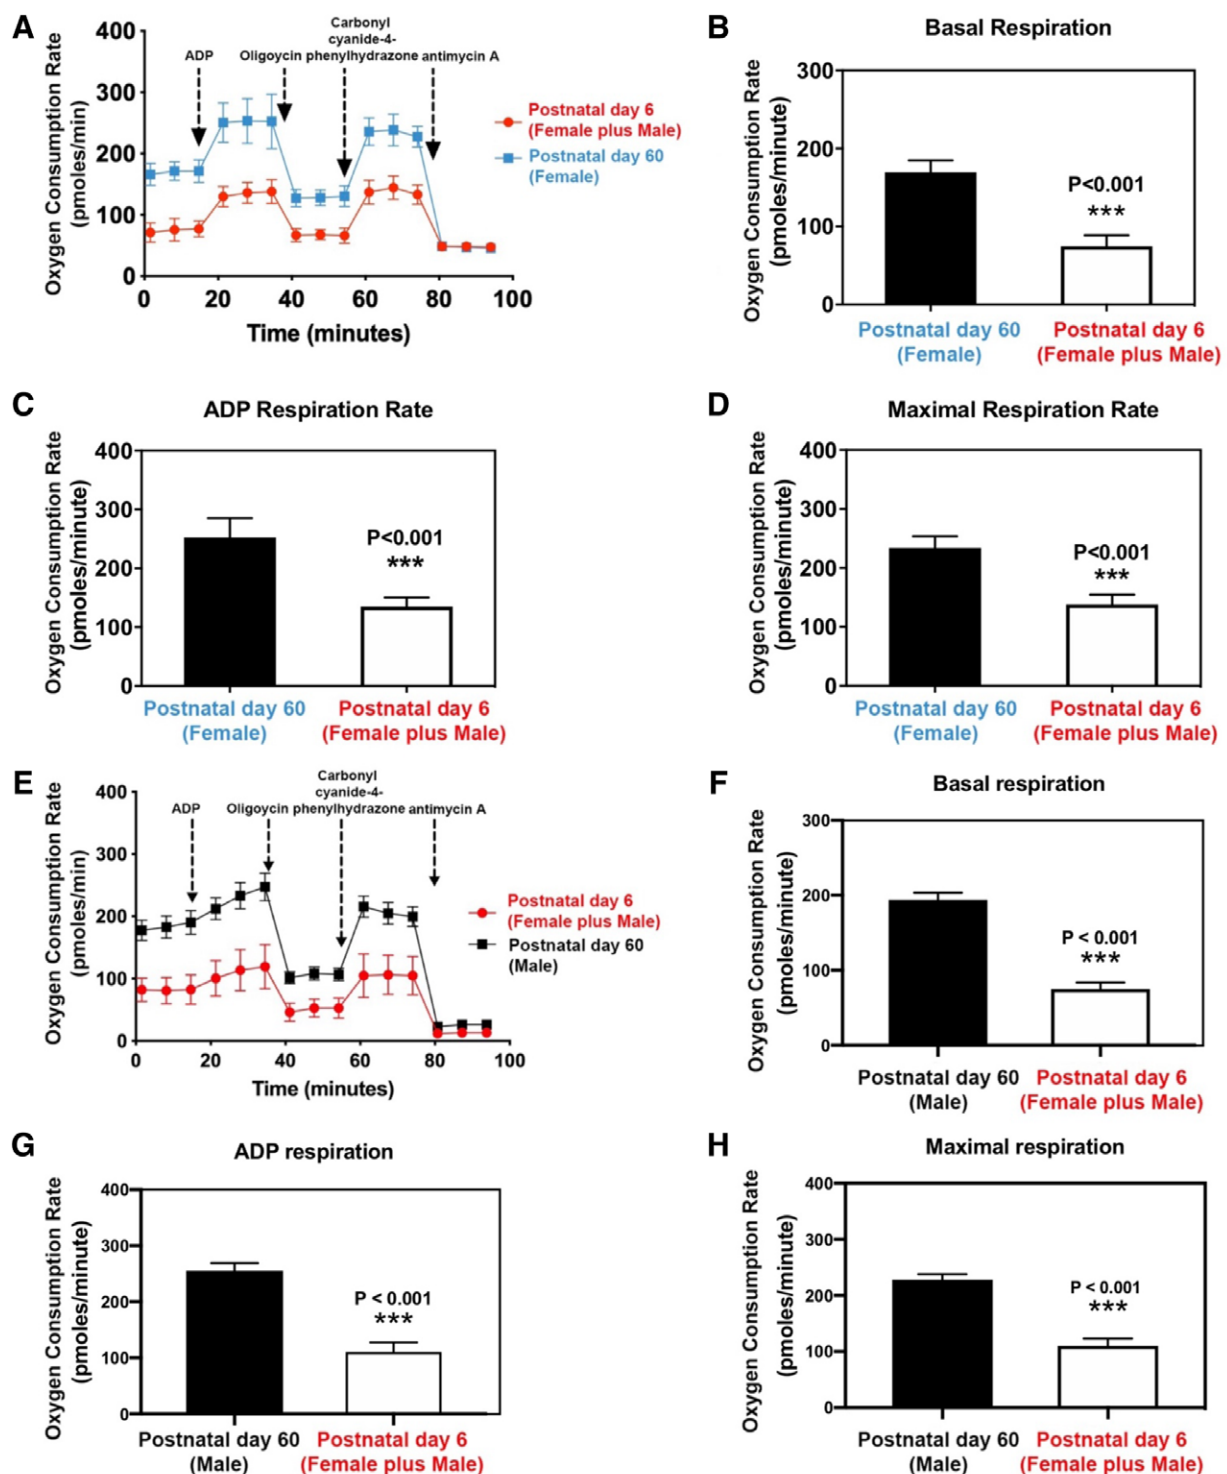 A
Oxygen Consumption Rate
(pmoles/min)
400
300
200
100
0
0 20 40 60 80 100
Time (minutes)
ADP
Carbonyl
cyanide-4-
Oligoycin phenylhydrazone antimycin A
Postnatal day 6
(Female plus Male)
Postnatal day 60
(Female)
B
Basal Respiration
Oxygen Consumption Rate
(pmoles/minute)
300
200
100
0
P<0.001
***
Postnatal day 60
(Female)
Postnatal day 6
(Female plus Male)
C
ADP Respiration Rate
Oxygen Consumption Rate
(pmoles/minute)
400
300
200
100
0
P<0.001
***
Postnatal day 60
(Female)
Postnatal day 6
(Female plus Male)
D
Maximal Respiration Rate
Oxygen Consumption Rate
(pmoles/minute)
400
300
200
100
0
P<0.001
***
Postnatal day 60
(Female)
Postnatal day 6
(Female plus Male)
E
Oxygen Consumption Rate
(pmoles/min)
400
300
200
100
0
0 20 40 60 80 100
Time (minutes)
ADP
Carbonyl
cyanide-4-
Oligoycin phenylhydrazone antimycin A
Postnatal day 6
(Female plus Male)
Postnatal day 60
(Male)
F
Basal respiration
Oxygen Consumption Rate
(pmoles/minute)
300
200
100
0
P < 0.001
***
Postnatal day 60
(Male)
Postnatal day 6
(Female plus Male)
G
ADP respiration
Oxygen Consumption Rate
(pmoles/minute)
400
300
200
100
0
P < 0.001
***
Postnatal day 60
(Male)
Postnatal day 6
(Female plus Male)
H
Maximal respiration
Oxygen Consumption Rate
(pmoles/minute)
400
300
200
100
0
P < 0.001
***
Postnatal day 60
(Male)
Postnatal day 6
(Female plus Male)